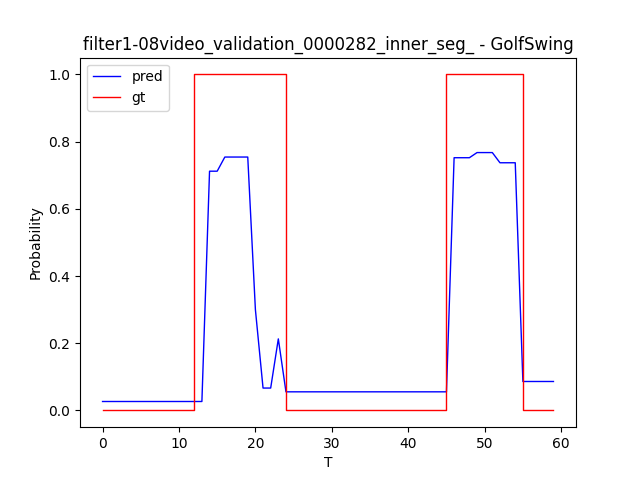 filter1-08video_validation_0000282_inner_seg_ - GolfSwing
pred
gt
1.0
0.8
0.6
0.4
0.2
0.0
Probability
0 10 20 30 40 50 60
T